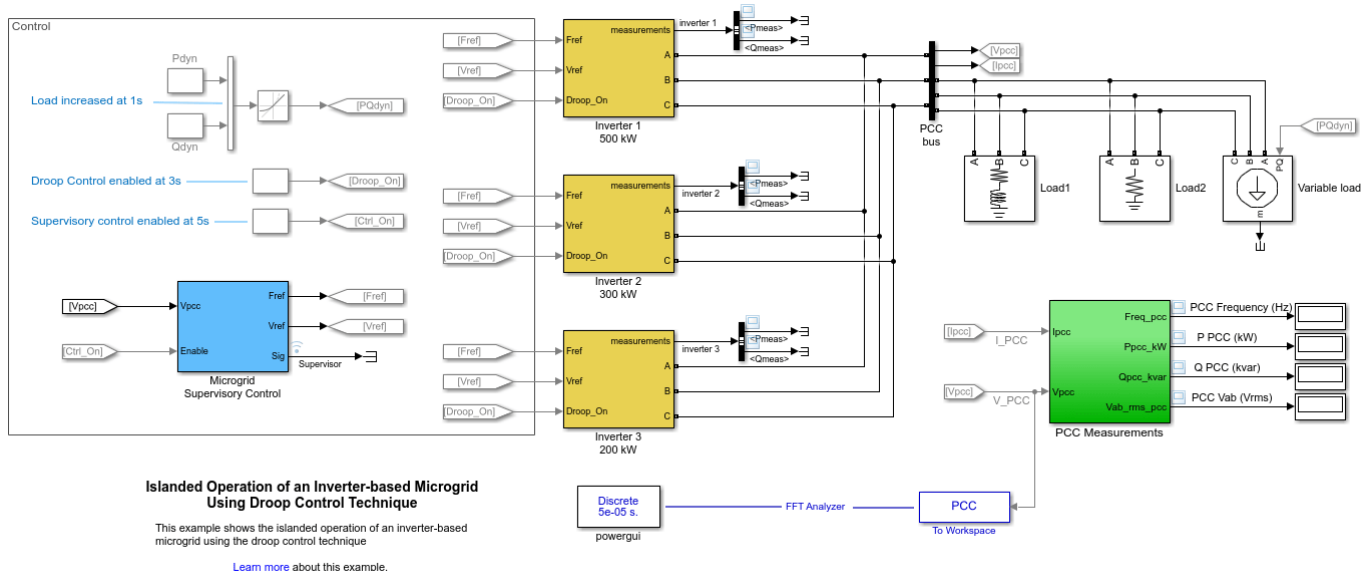 Control
Pdyn
Load increased at 1s
[PQdyn]
Qdyn
Droop Control enabled at 3s
[Droop_On]
Supervisory control enabled at 5s
[Ctrl_On]
[Vpcc]
Vpcc
Fref
[Fref]
Vref
[Vref]
[Ctrl_On]
Enable
Sig
Supervisor
Microgrid
Supervisory Control
[Fref]
Fref
measurements
inverter 1
<Pmeas>
<Qmeas>
[Vref]
Vref
A
B
[Droop_On]
Droop_On
C
Inverter 1
500 kW
[Fref]
Fref
measurements
inverter 2
<Pmeas>
<Qmeas>
[Vref]
Vref
A
B
[Droop_On]
Droop_On
C
Inverter 2
300 kW
[Fref]
Fref
measurements
inverter 3
<Pmeas>
<Qmeas>
[Vref]
Vref
A
B
[Droop_On]
Droop_On
C
Inverter 3
200 kW
[Vpcc]
[Ipcc]
PCC
bus
A
B
C
Load1
A
B
C
Load2
[PQdyn]
C
B
A
PQ
m
Variable load
[Ipcc]
I_PCC
Ipcc
[Vpcc]
V_PCC
Vpcc
Freq_pcc
PCC Frequency (Hz)
Ppcc_kW
P PCC (kW)
Qpcc_kvar
Q PCC (kvar)
Vab_rms_pcc
PCC Vab (Vrms)
PCC Measurements
Islanded Operation of an Inverter-based Microgrid
Using Droop Control Technique
This example shows the islanded operation of an inverter-based
microgrid using the droop control technique
Learn more about this example.
Discrete
5e-05 s.
powergui
FFT Analyzer
PCC
To Workspace